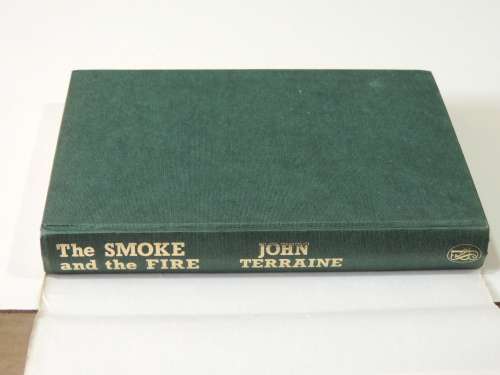 The SMOKE
and the FIRE
JOHN
TERRAINE